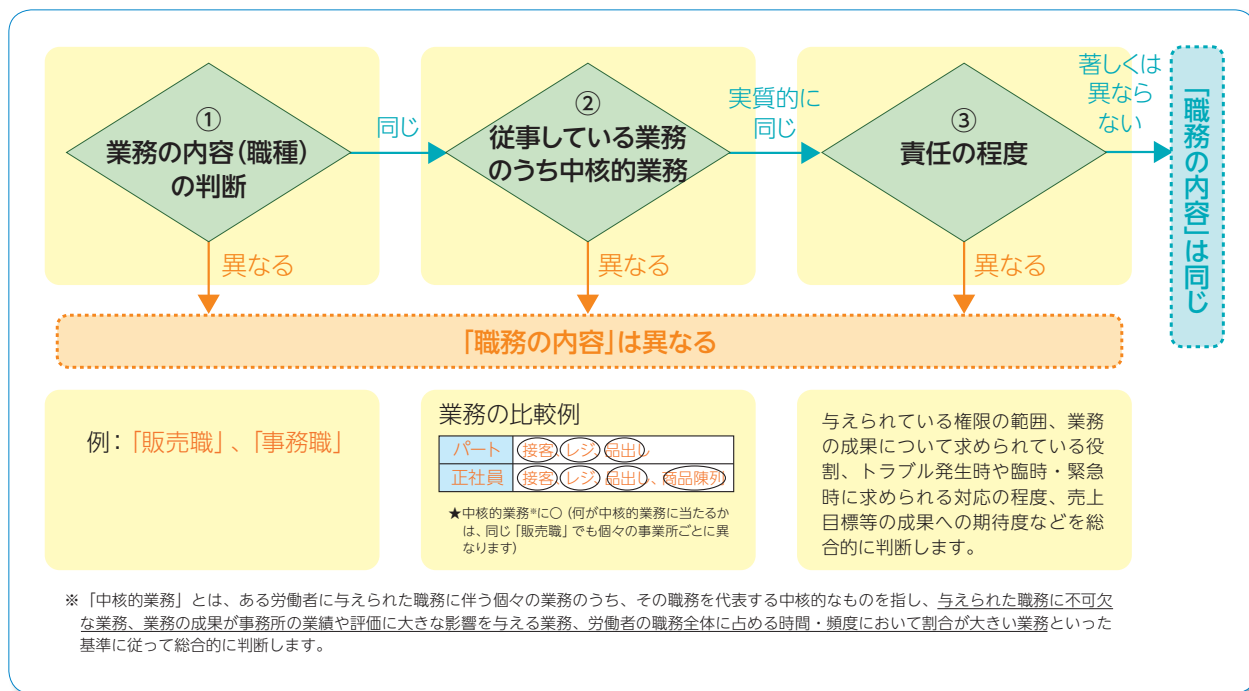 ①
業務の内容（職種）
の判断
同じ
②
従事している業務
のうち中核的業務
実質的に
同じ
③
責任の程度
著しくは
異なら
ない
「職務の内容」は同じ
異なる
異なる
異なる
「職務の内容」は異なる
例：「販売職」、「事務職」
業務の比較例
パート 接客、レジ、品出し
正社員 接客、レジ、品出し、商品陳列
★中核的業務※に○（何が中核的業務に当たるか
は、同じ「販売職」でも個々の事業所ごとに異
なります）
与えられている権限の範囲、業務
の成果について求められている役
割、トラブル発生時や臨時・緊急
時に求められる対応の程度、売上
目標等の成果への期待度などを総
合的に判断します。
※「中核的業務」とは、ある労働者に与えられた職務に伴う個々の業務のうち、その職務を代表する中核的なものを指し、与えられた職務に不可欠
な業務、業務の成果が事務所の業績や評価に大きな影響を与える業務、労働者の職務全体に占める時間・頻度において割合が大きい業務といった
基準に従って総合的に判断します。